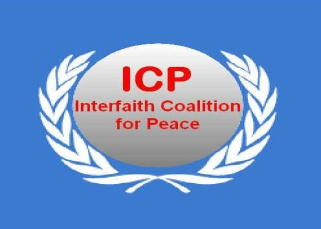 ICP
Interfaith Coalition
for Peace